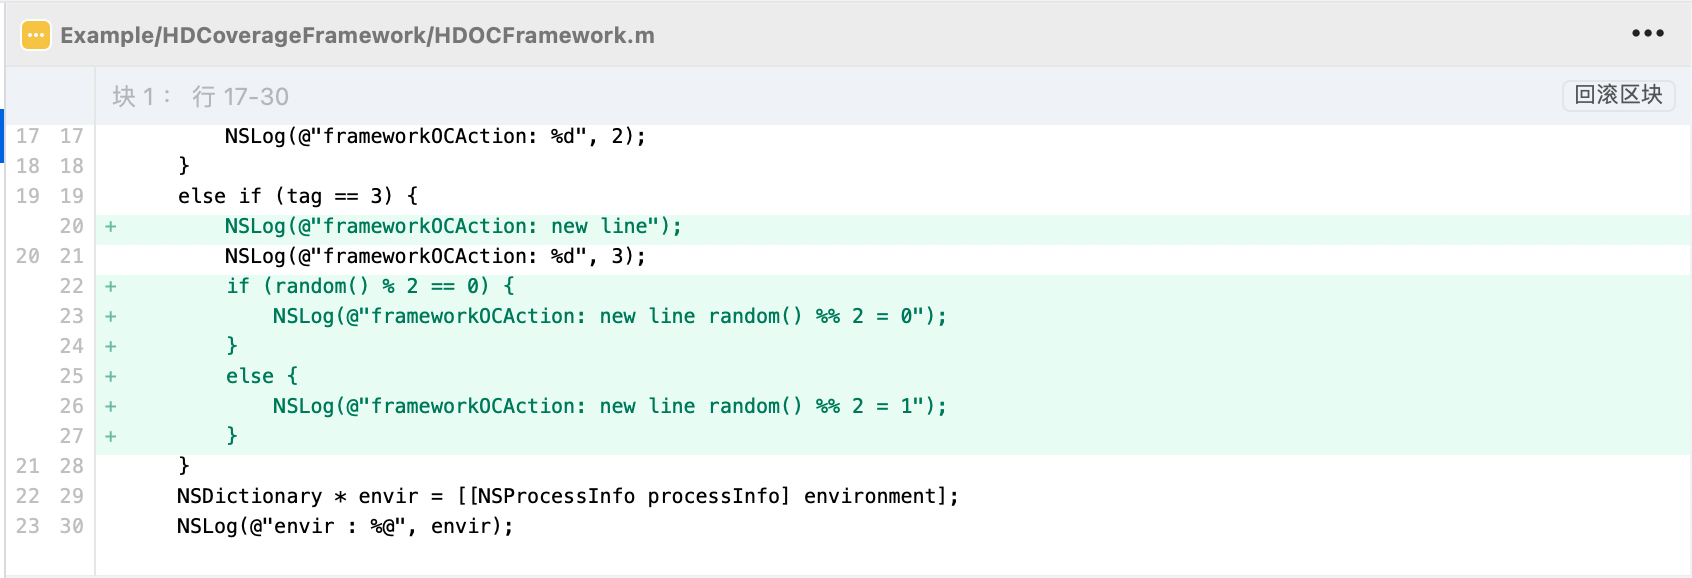 Example/HDCoverageFramework/HDOCFramework.m
块 1： 行 17-30
回滚区块
17 17 NSLog(@"frameworkOCAction: %d", 2);
18 18 }
19 19 else if (tag == 3) {
20 + NSLog(@"frameworkOCAction: new line");
20 21 NSLog(@"frameworkOCAction: %d", 3);
22 + if (random() % 2 == 0) {
23 + NSLog(@"frameworkOCAction: new line random() %% 2 = 0");
24 + }
25 + else {
26 + NSLog(@"frameworkOCAction: new line random() %% 2 = 1");
27 + }
21 28 }
22 29 NSDictionary * envir = [[NSProcessInfo processInfo] environment];
23 30 NSLog(@"envir : %@", envir);